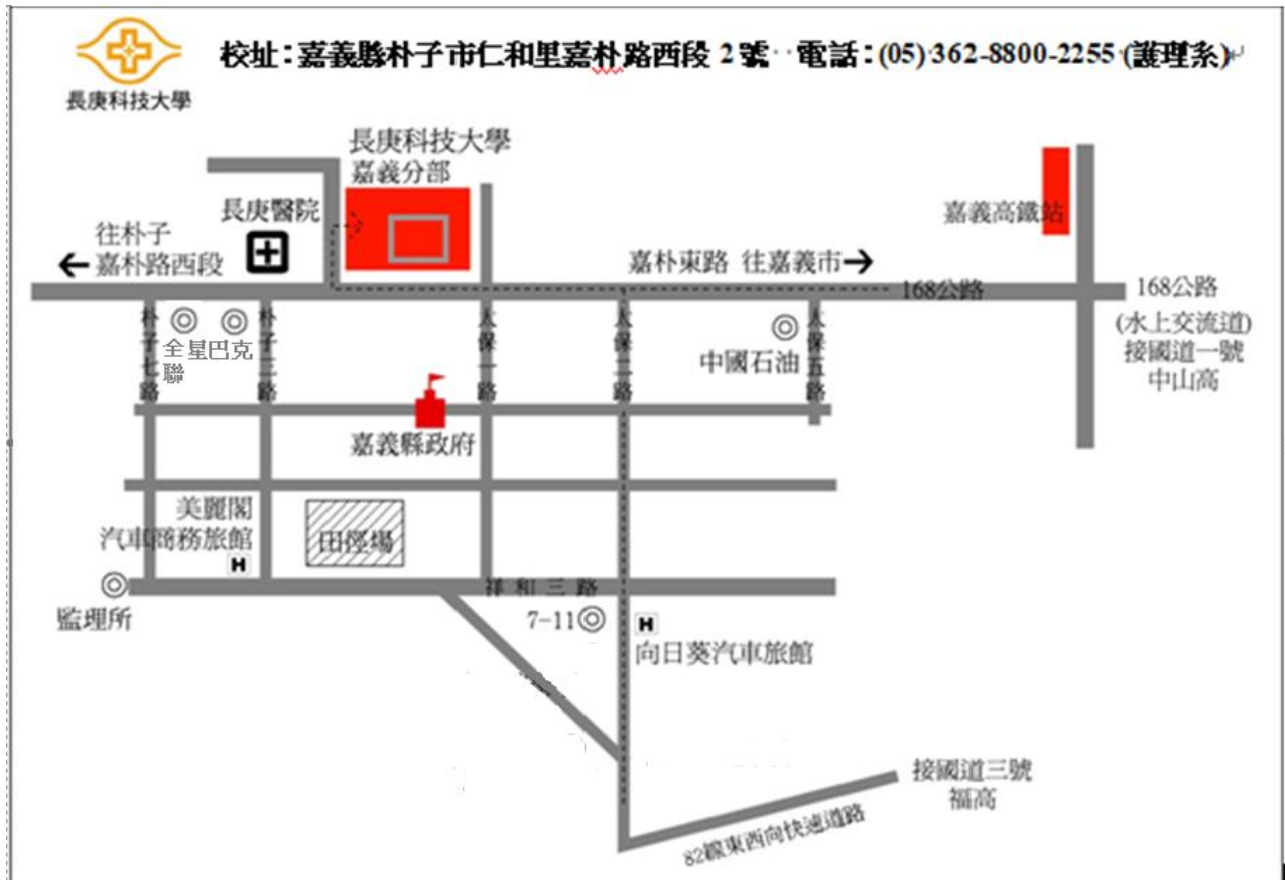 校址:嘉義縣朴子市仁和里嘉朴路西段 2 號 電話:(05) 362-8800-2255 (護理系)
長庚科技大學
長庚科技大學
嘉義分部
長庚醫院
嘉義高鐵站
往朴子
嘉朴路西段
嘉朴東路 往嘉義市
168公路
168公路
(水上交流道)
接國道一號
中山高
朴子七路
全星巴克
聯
朴子三路
太保一路
太保二路
中國石油
太保五路
嘉義縣政府
美麗閣
汽車商務旅館
H
田徑場
祥和三路
監理所
7-11
H
向日葵汽車旅館
接國道三號
福高
82線東西向快速道路